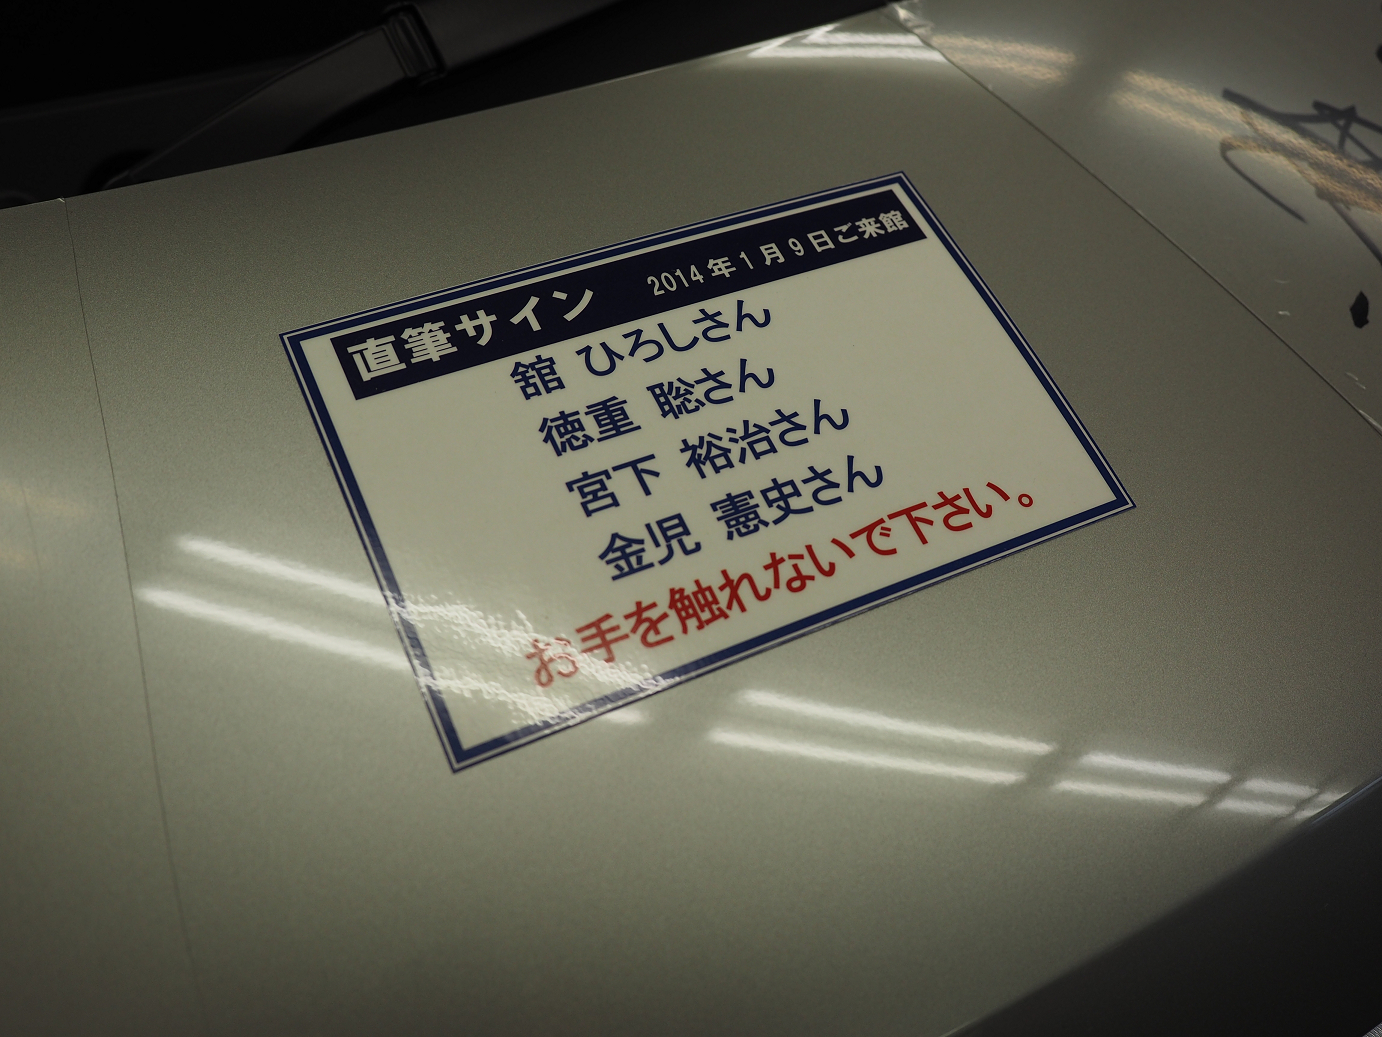 直筆サイン 2014年1月9日ご来館
舘 ひろしさん
徳重 聡さん
宮下 裕治さん
金児 憲史さん
お手を触れないで下さい。